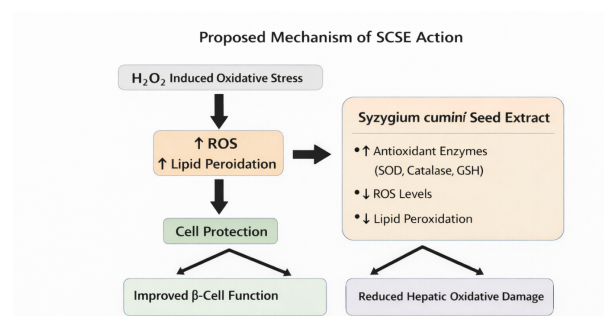 Proposed Mechanism of SCSE Action
H₂O₂ Induced Oxidative Stress
↑ ROS
↑ Lipid Peroidation
Syzygium cuminí Seed Extract
•↑ Antioxidant Enzymes
(SOD, Catalase, GSH)
•↓ ROS Levels
•↓ Lipid Peroxidation
Cell Protection
Improved β-Cell Function
Reduced Hepatic Oxidative Damage